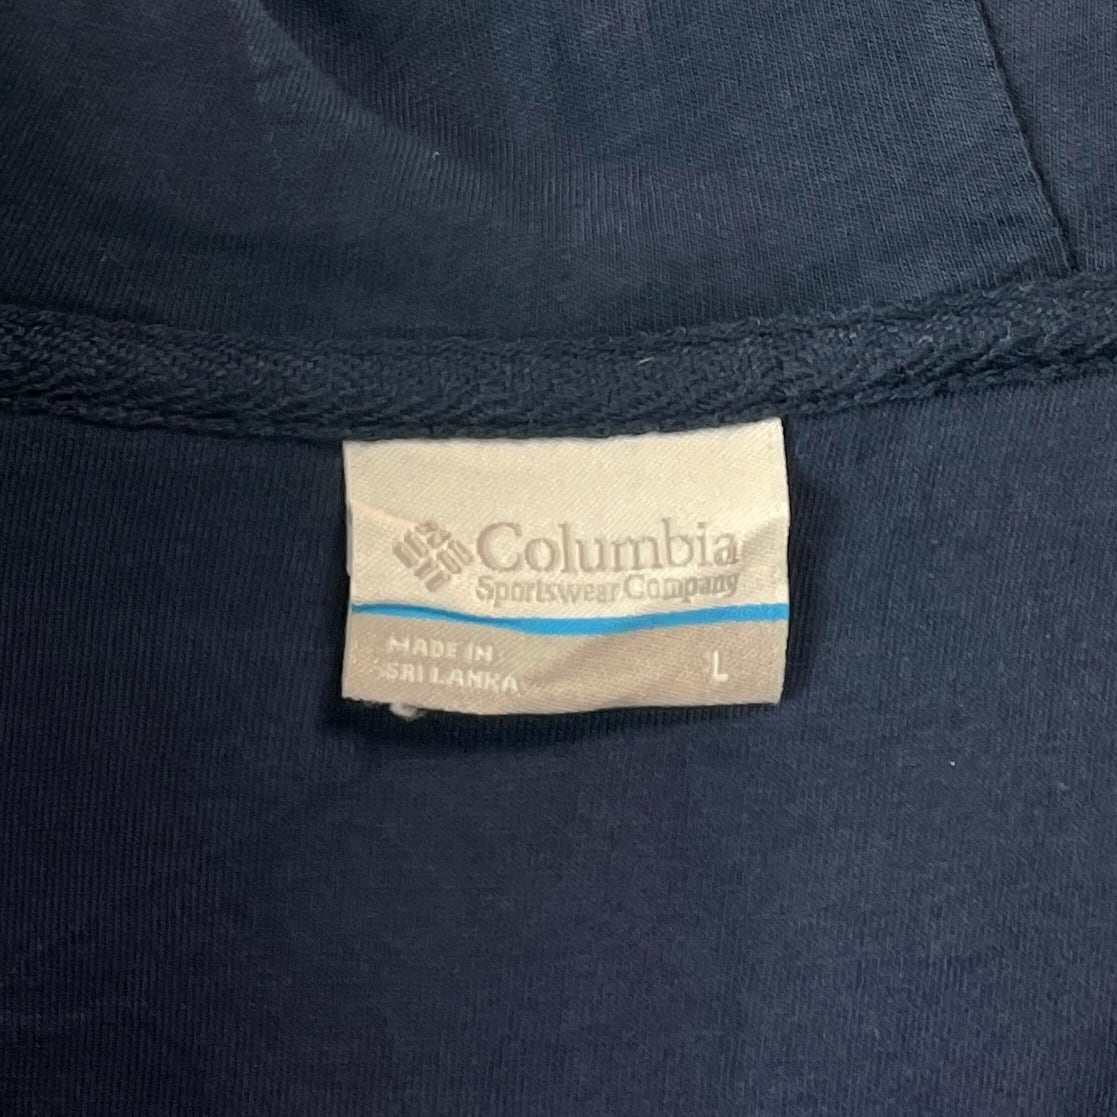 Columbia
Sportswear Company
MADE IN
SRI LANKA
L